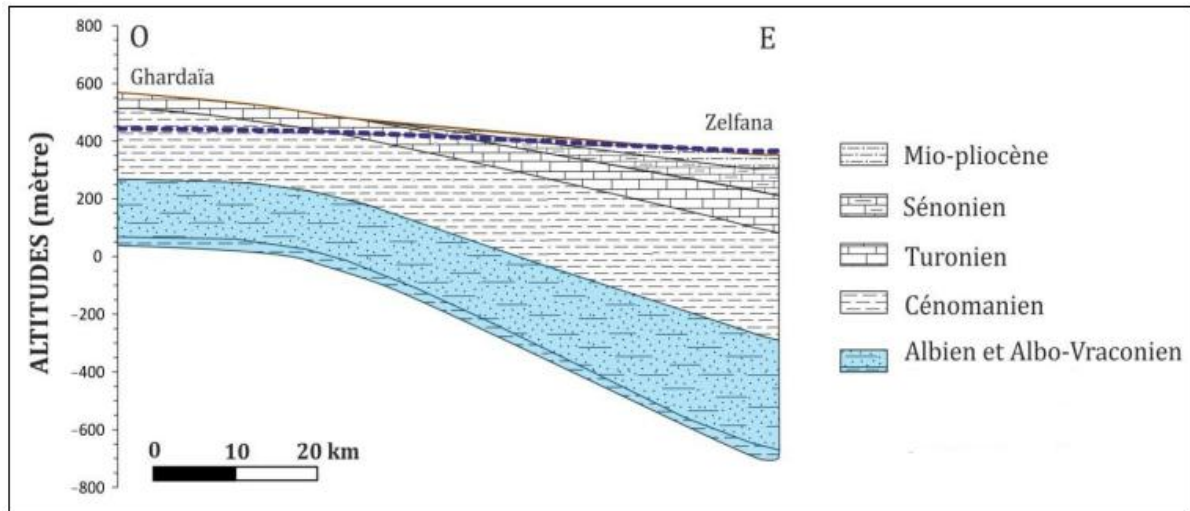 800
600
400
200
0
−200
−400
−600
−800
ALTITUDES (mètre)
O
E
Ghardaïa
Zelfana
0 10 20 km
Mio-pliocène
Sénonien
Turonien
Cénomanien
Albien et Albo-Vraconien